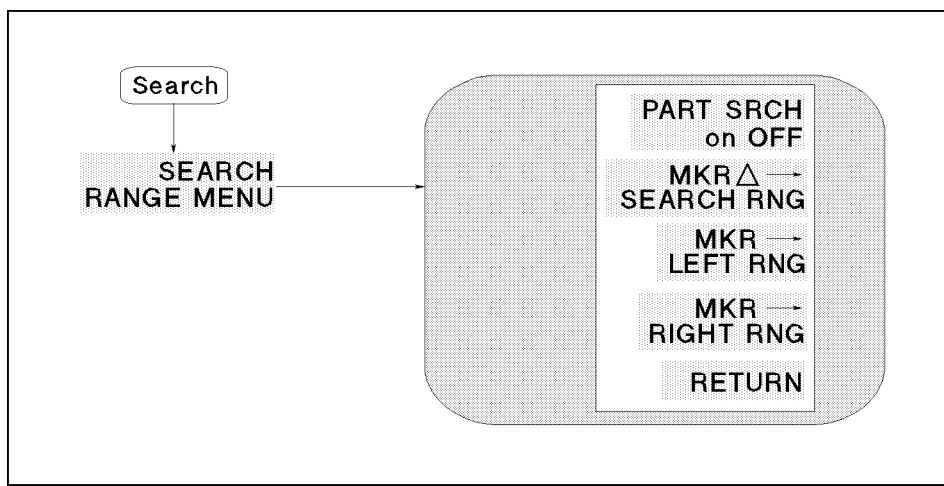 Search
SEARCH
RANGE MENU
PART SRCH
on OFF
MKR△ →
SEARCH RNG
MKR →
LEFT RNG
MKR →
RIGHT RNG
RETURN